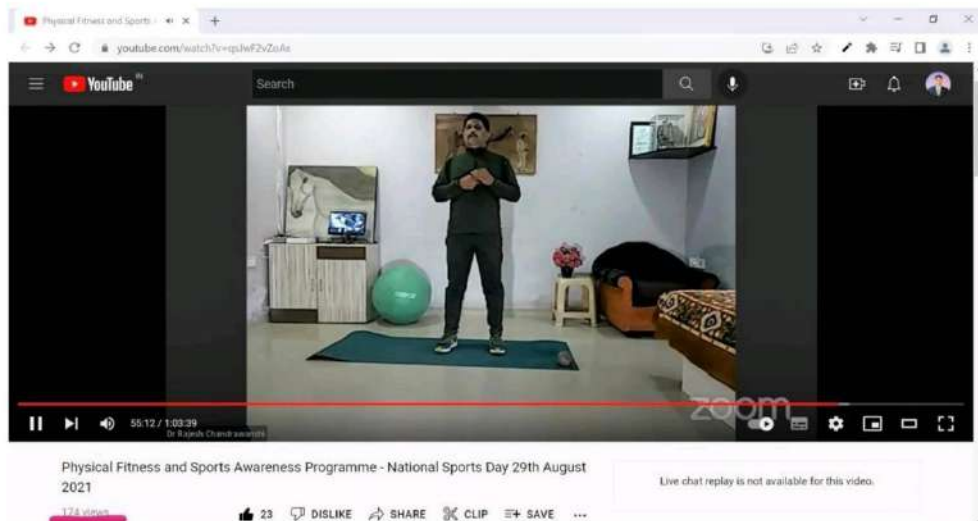 Physical Fitness and Sports -
youtube.com/watch?v=qsJwF2vZoAs
YouTube IN
Search
zoom
55:12 / 1:03:39
Dr Rajesh Chandrawanshi
Physical Fitness and Sports Awareness Programme - National Sports Day 29th August
2021
Live chat replay is not available for this video.
174 views
23 DISLIKE SHARE CLIP SAVE